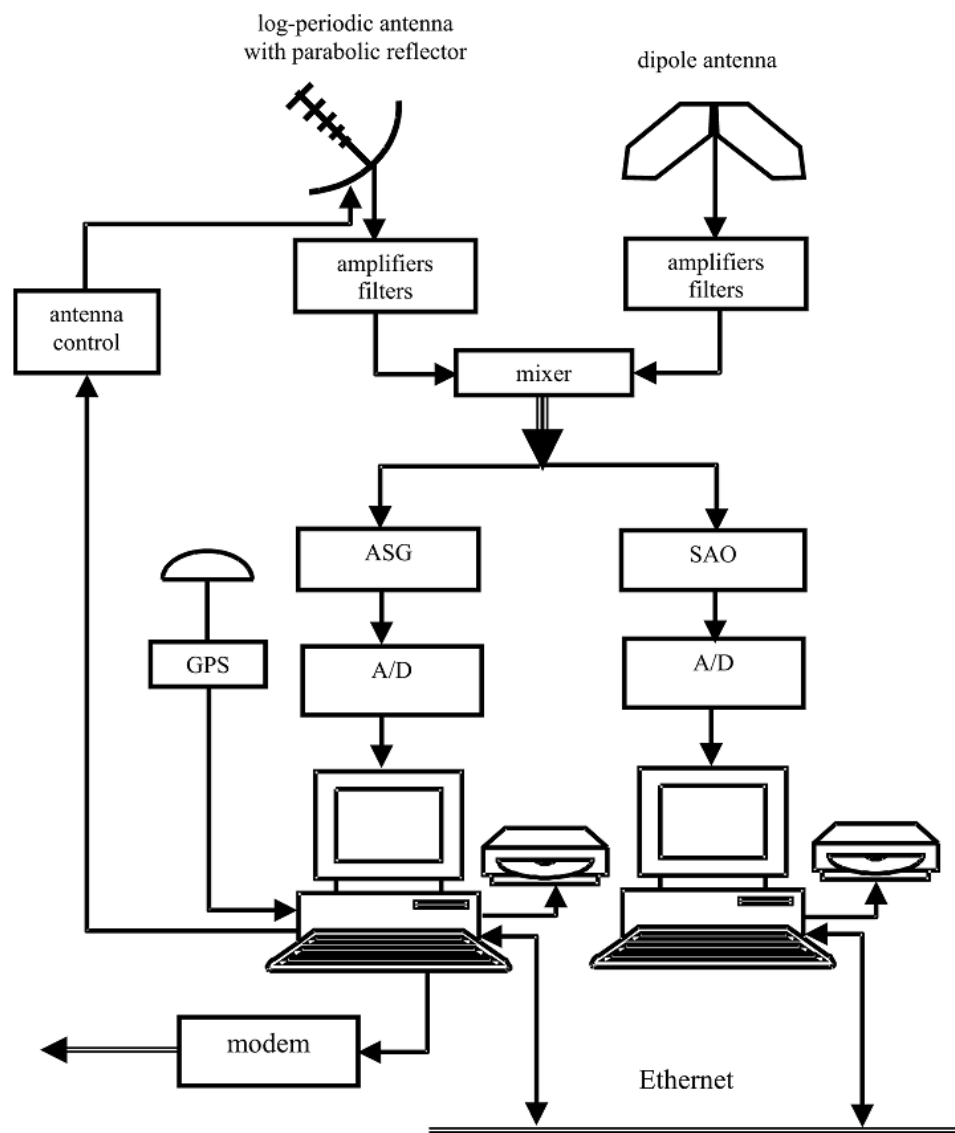 log-periodic antenna
with parabolic reflector
dipole antenna
amplifiers
filters
amplifiers
filters
antenna
control
mixer
ASG
SAO
GPS
A/D
A/D
modem
Ethernet